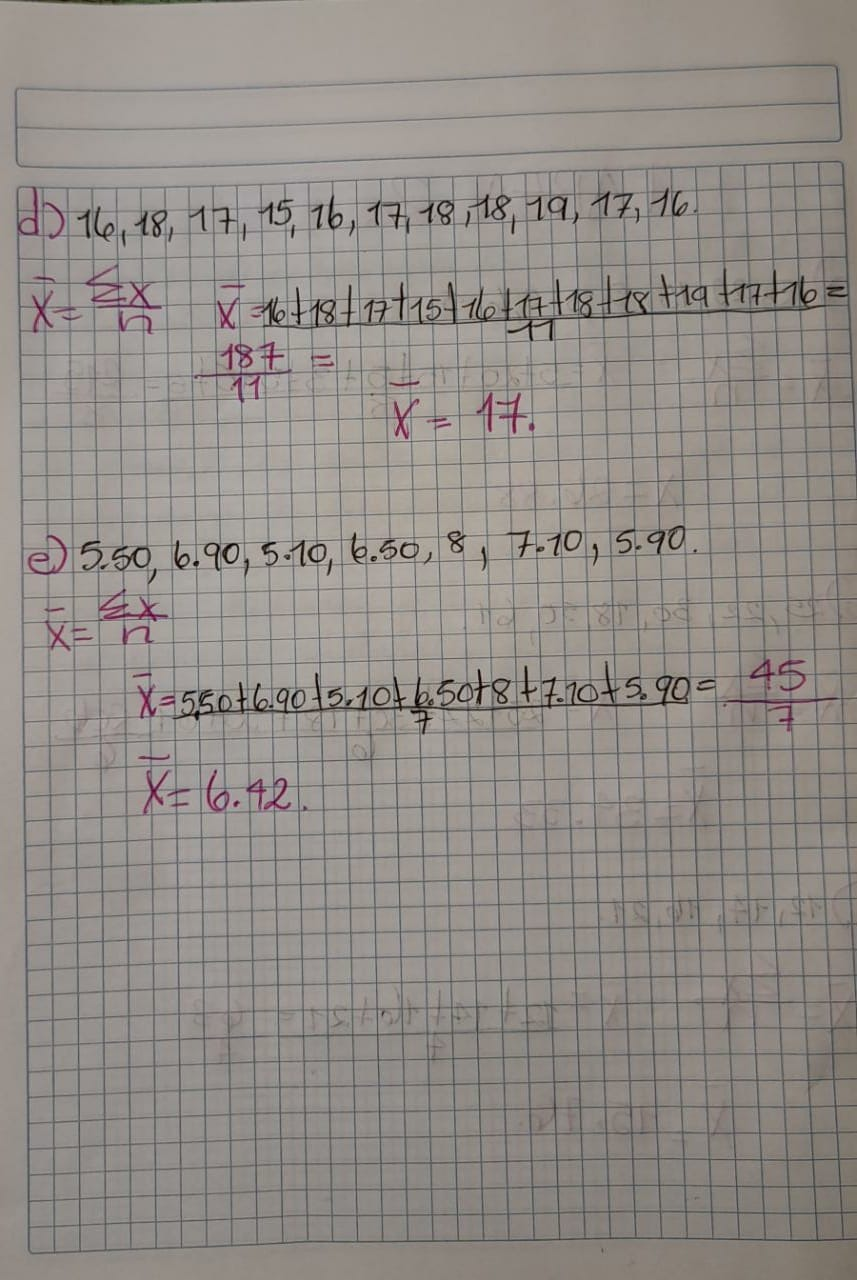 d) 16, 18, 17, 15, 16, 17, 18, 18, 19, 17, 16.
x̄ = Σx/n x̄ = 16+18+17+15+16+17+18+18+19+17+16/11 =
187/11 =
x̄ = 17.
e) 5.50, 6.90, 5.10, 6.50, 8, 7.10, 5.90.
x̄ = Σx/n
x̄ = 5.50+6.90+5.10+6.50+8+7.10+5.90/7 = 45/7
x̄ = 6.42.